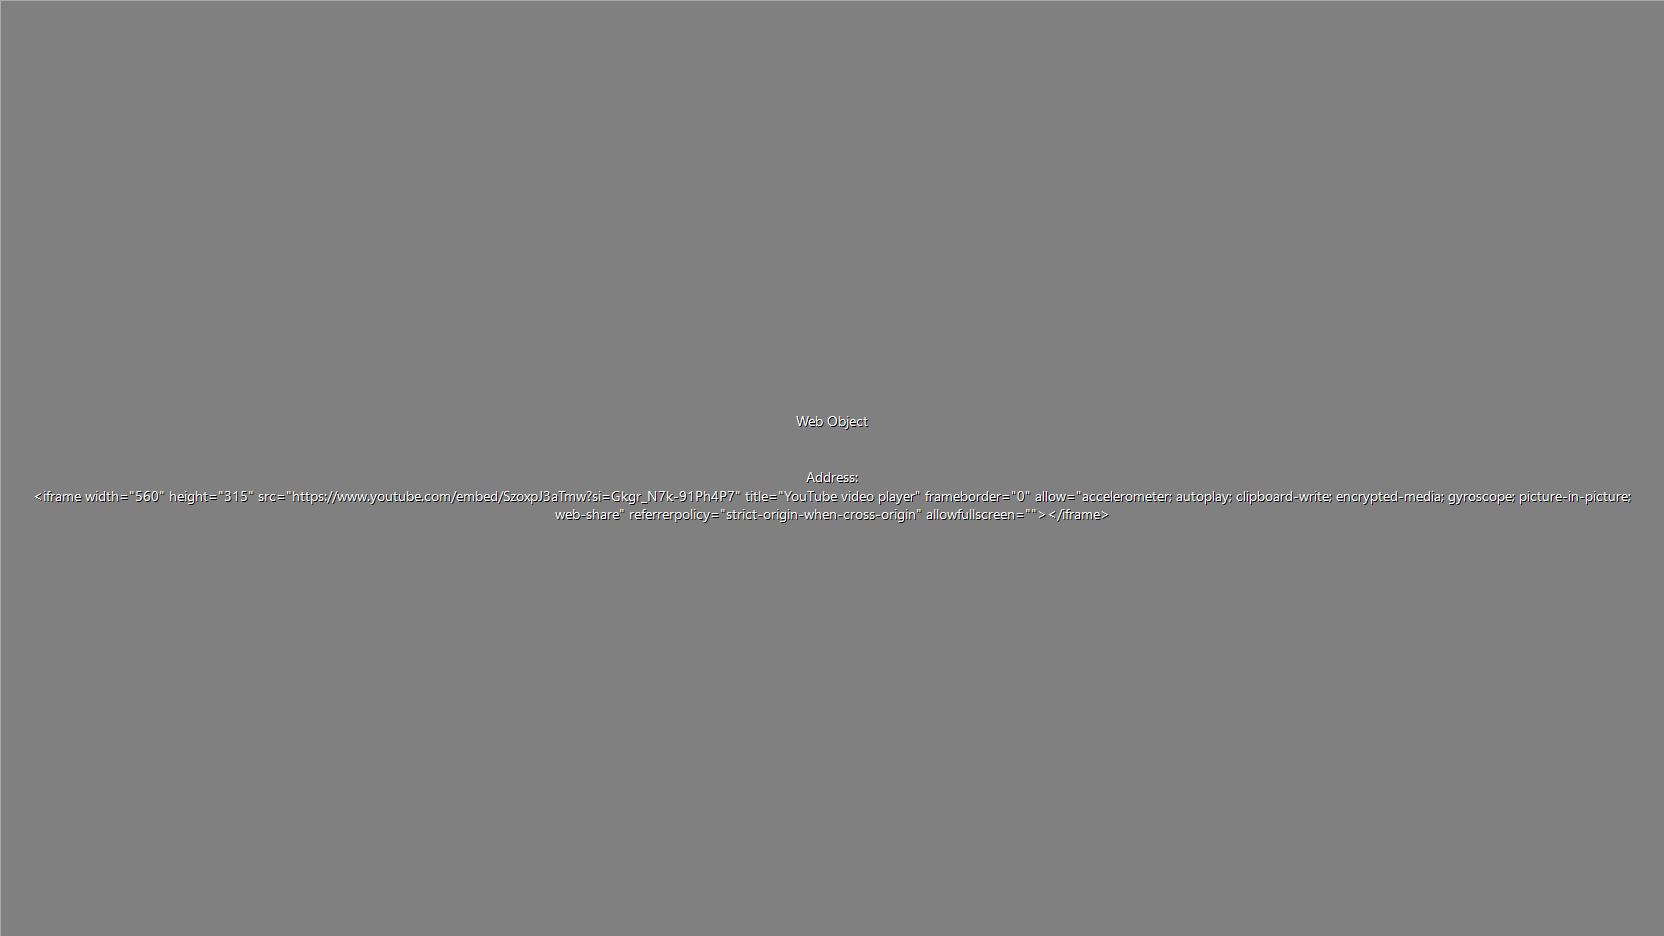 Web Object
Address:
<iframe width="560" height="315" src="https://www.youtube.com/embed/SzoxpJ3aTmw?si=Gkgr_N7k-91Ph4P7" title="YouTube video player" frameborder="0" allow="accelerometer; autoplay; clipboard-write; encrypted-media; gyroscope; picture-in-picture;
web-share" referrerpolicy="strict-origin-when-cross-origin" allowfullscreen=""></iframe>